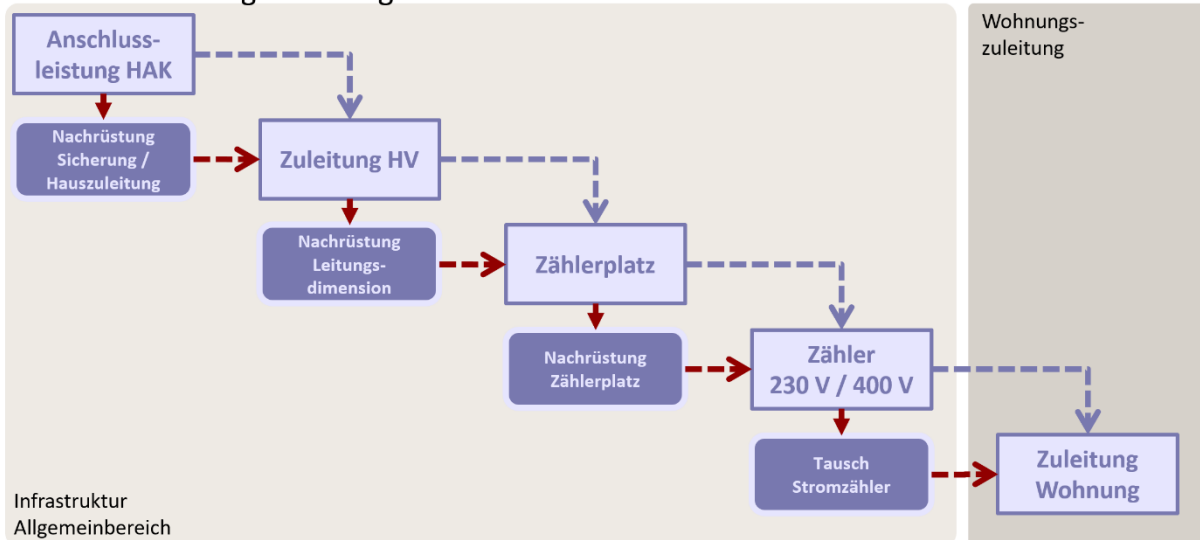 Wohnungs-
zuleitung
Anschluss-
leistung HAK
Nachrüstung
Sicherung /
Hauszuleitung
Zuleitung HV
Nachrüstung
Leitungs-
dimension
Zählerplatz
Nachrüstung
Zählerplatz
Zähler
230 V / 400 V
Tausch
Stromzähler
Zuleitung
Wohnung
Infrastruktur
Allgemeinbereich